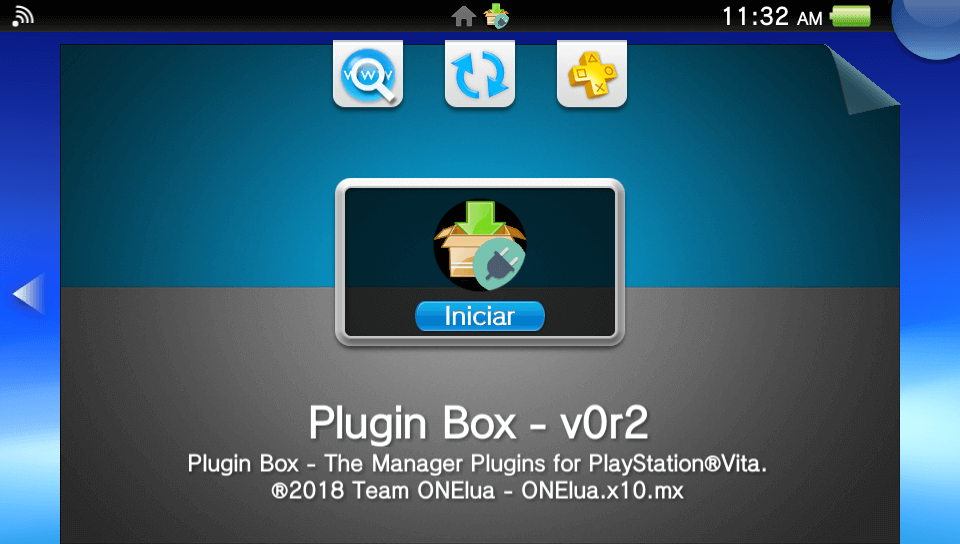 11:32 AM
www
Iniciar
Plugin Box - v0r2
Plugin Box - The Manager Plugins for PlayStation®Vita.
®2018 Team ONElua - ONElua.x10.mx